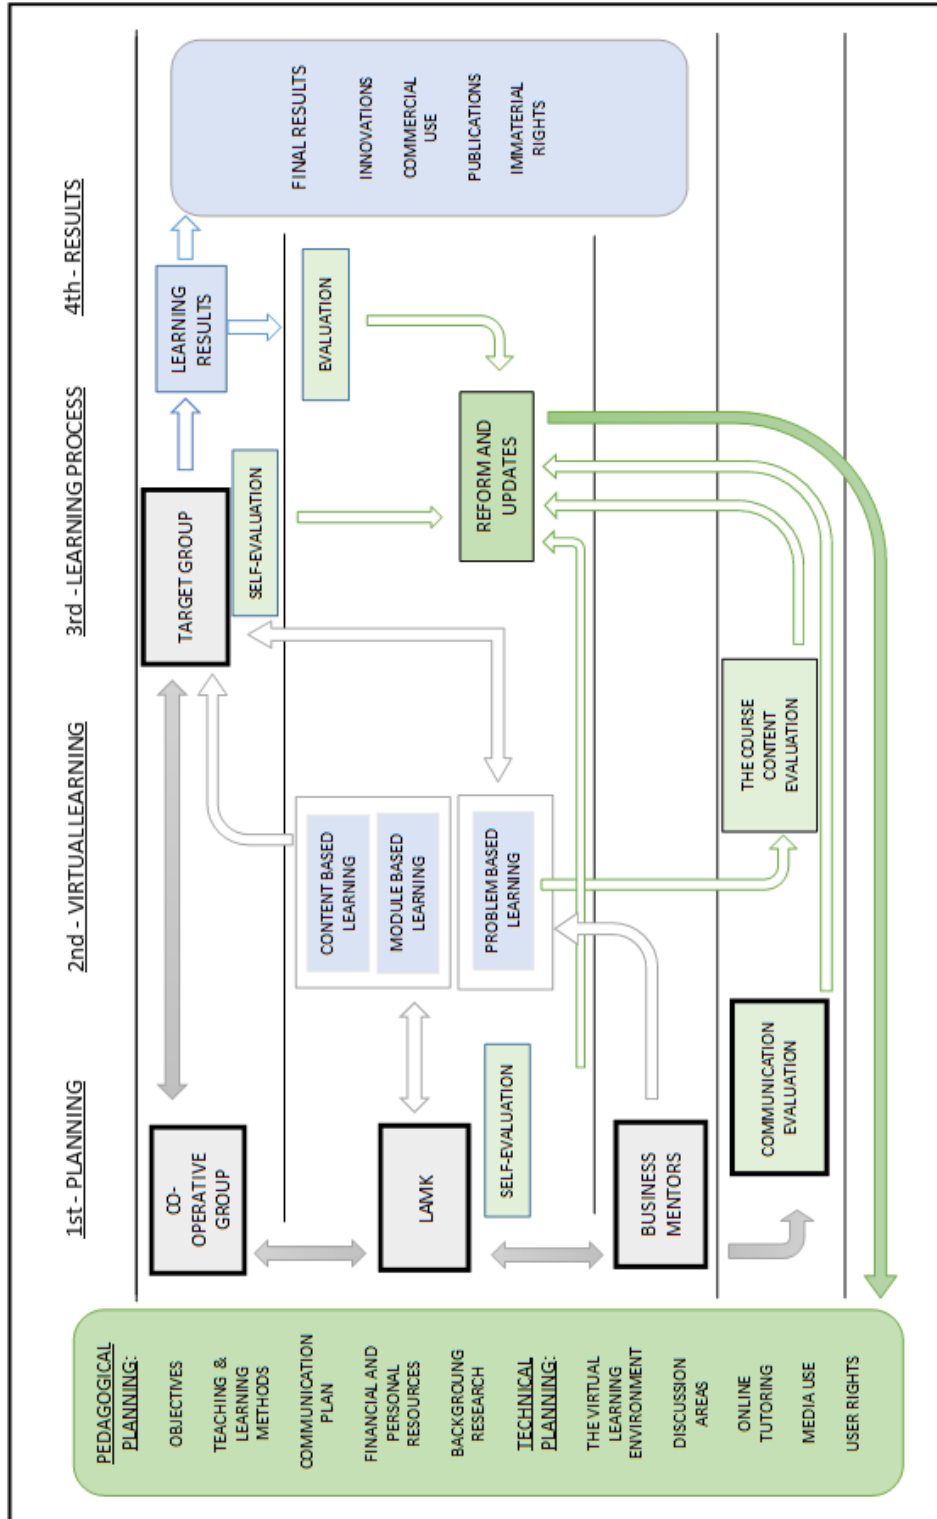 1st - PLANNING
2nd - VIRTUAL LEARNING
3rd - LEARNING PROCESS
4th - RESULTS
PEDAGOGICAL
PLANNING:
OBJECTIVES
TEACHING &
LEARNING
METHODS
COMMUNICATION
PLAN
FINANCIAL AND
PERSONAL
RESOURCES
BACKGROUNG
RESEARCH
TECHNICAL
PLANNING:
THE VIRTUAL
LEARNING
ENVIRONMENT
DISCUSSION
AREAS
ONLINE
TUTORING
MEDIA USE
USER RIGHTS
CO-
OPERATIVE
GROUP
LAMK
SELF-EVALUATION
BUSINESS
MENTORS
COMMUNICATION
EVALUATION
CONTENT BASED
LEARNING
MODULE BASED
LEARNING
PROBLEM BASED
LEARNING
THE COURSE
CONTENT
EVALUATION
TARGET GROUP
SELF-EVALUATION
REFORM AND
UPDATES
LEARNING
RESULTS
EVALUATION
FINAL RESULTS
INNOVATIONS
COMMERCIAL
USE
PUBLICATIONS
IMMATERIAL
RIGHTS